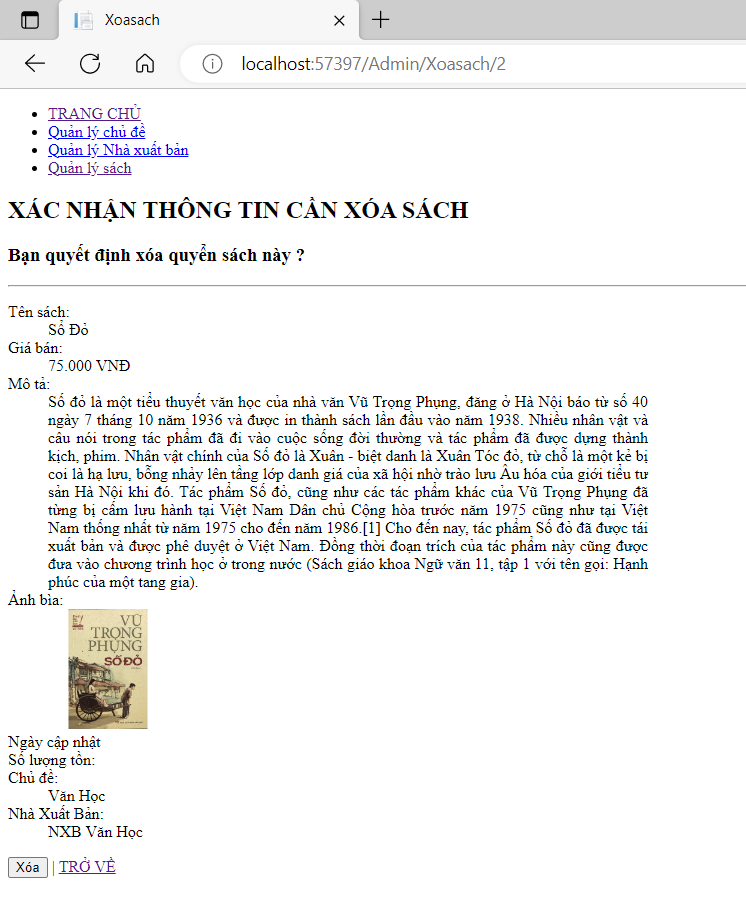 Xoasach
localhost:57397/Admin/Xoasach/2
TRANG CHỦ
Quản lý chủ đề
Quản lý Nhà xuất bản
Quản lý sách
XÁC NHẬN THÔNG TIN CẦN XÓA SÁCH
Bạn quyết định xóa quyển sách này ?
Tên sách:
Số Đỏ
Giá bán:
75.000 VNĐ
Mô tả:
Số đỏ là một tiểu thuyết văn học của nhà văn Vũ Trọng Phụng, đăng ở Hà Nội báo từ số 40
ngày 7 tháng 10 năm 1936 và được in thành sách lần đầu vào năm 1938. Nhiều nhân vật và
câu nói trong tác phẩm đã đi vào cuộc sống đời thường và tác phẩm đã được dựng thành
kịch, phim. Nhân vật chính của Số đỏ là Xuân - biệt danh là Xuân Tóc đỏ, từ chỗ là một kẻ bị
coi là hạ lưu, bỗng nhảy lên tầng lớp danh giá của xã hội nhờ trào lưu Âu hóa của giới tiểu tư
sản Hà Nội khi đó. Tác phẩm Số đỏ, cũng như các tác phẩm khác của Vũ Trọng Phụng đã
từng bị cấm lưu hành tại Việt Nam Dân chủ Cộng hòa trước năm 1975 cũng như tại Việt
Nam thống nhất từ năm 1975 cho đến năm 1986.[1] Cho đến nay, tác phẩm Số đỏ đã được tái
xuất bản và được phê duyệt ở Việt Nam. Đồng thời đoạn trích của tác phẩm này cũng được
đưa vào chương trình học ở trong nước (Sách giáo khoa Ngữ văn 11, tập 1 với tên gọi: Hạnh
phúc của một tang gia).
Ảnh bìa:
VŨ
TRỌNG
PHỤNG
SỐ ĐỎ
Ngày cập nhật
Số lượng tồn:
Chủ đề:
Văn Học
Nhà Xuất Bản:
NXB Văn Học
Xóa | TRỞ VỀ